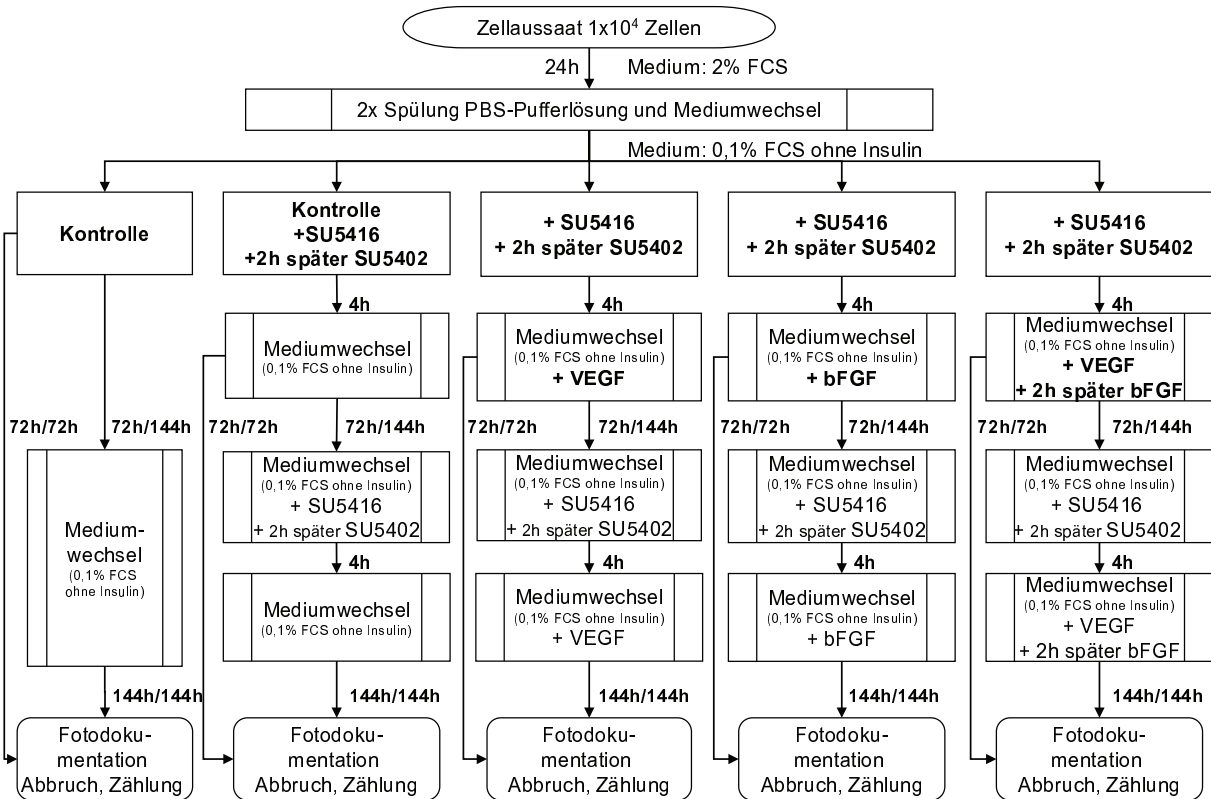 Zellaussaat 1x10⁴ Zellen
24h
Medium: 2% FCS
2x Spülung PBS-Pufferlösung und Mediumwechsel
Medium: 0,1% FCS ohne Insulin
Kontrolle
Kontrolle
+SU5416
+2h später SU5402
+ SU5416
+ 2h später SU5402
+ SU5416
+ 2h später SU5402
+ SU5416
+ 2h später SU5402
4h
4h
4h
4h
Mediumwechsel
(0,1% FCS ohne Insulin)
Mediumwechsel
(0,1% FCS ohne Insulin)
+ VEGF
Mediumwechsel
(0,1% FCS ohne Insulin)
+ bFGF
Mediumwechsel
(0,1% FCS ohne Insulin)
+ VEGF
+ 2h später bFGF
72h/72h
72h/144h
72h/72h
72h/144h
72h/72h
72h/144h
72h/72h
72h/144h
72h/72h
72h/144h
Medium-
wechsel
(0,1% FCS
ohne Insulin)
Mediumwechsel
(0,1% FCS ohne Insulin)
+ SU5416
+ 2h später SU5402
Mediumwechsel
(0,1% FCS ohne Insulin)
+ SU5416
+ 2h später SU5402
Mediumwechsel
(0,1% FCS ohne Insulin)
+ SU5416
+ 2h später SU5402
Mediumwechsel
(0,1% FCS ohne Insulin)
+ SU5416
+ 2h später SU5402
4h
4h
4h
4h
Mediumwechsel
(0,1% FCS ohne Insulin)
Mediumwechsel
(0,1% FCS ohne Insulin)
+ VEGF
Mediumwechsel
(0,1% FCS ohne Insulin)
+ bFGF
Mediumwechsel
(0,1% FCS ohne Insulin)
+ VEGF
+ 2h später bFGF
144h/144h
144h/144h
144h/144h
144h/144h
144h/144h
Fotodoku-
mentation
Abbruch, Zählung
Fotodoku-
mentation
Abbruch, Zählung
Fotodoku-
mentation
Abbruch, Zählung
Fotodoku-
mentation
Abbruch, Zählung
Fotodoku-
mentation
Abbruch, Zählung